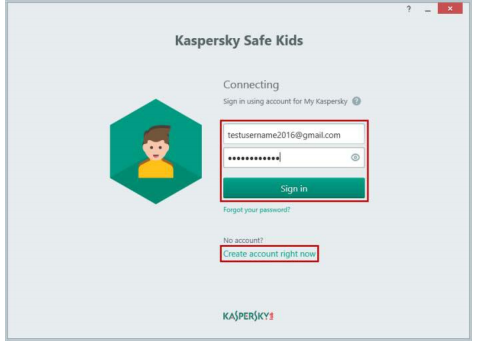 ?
Kaspersky Safe Kids
Connecting
Sign in using account for My Kaspersky ?
testusername2016@gmail.com
••••••••••••
Sign in
Forgot your password?
No account?
Create account right now
KASPERSKY